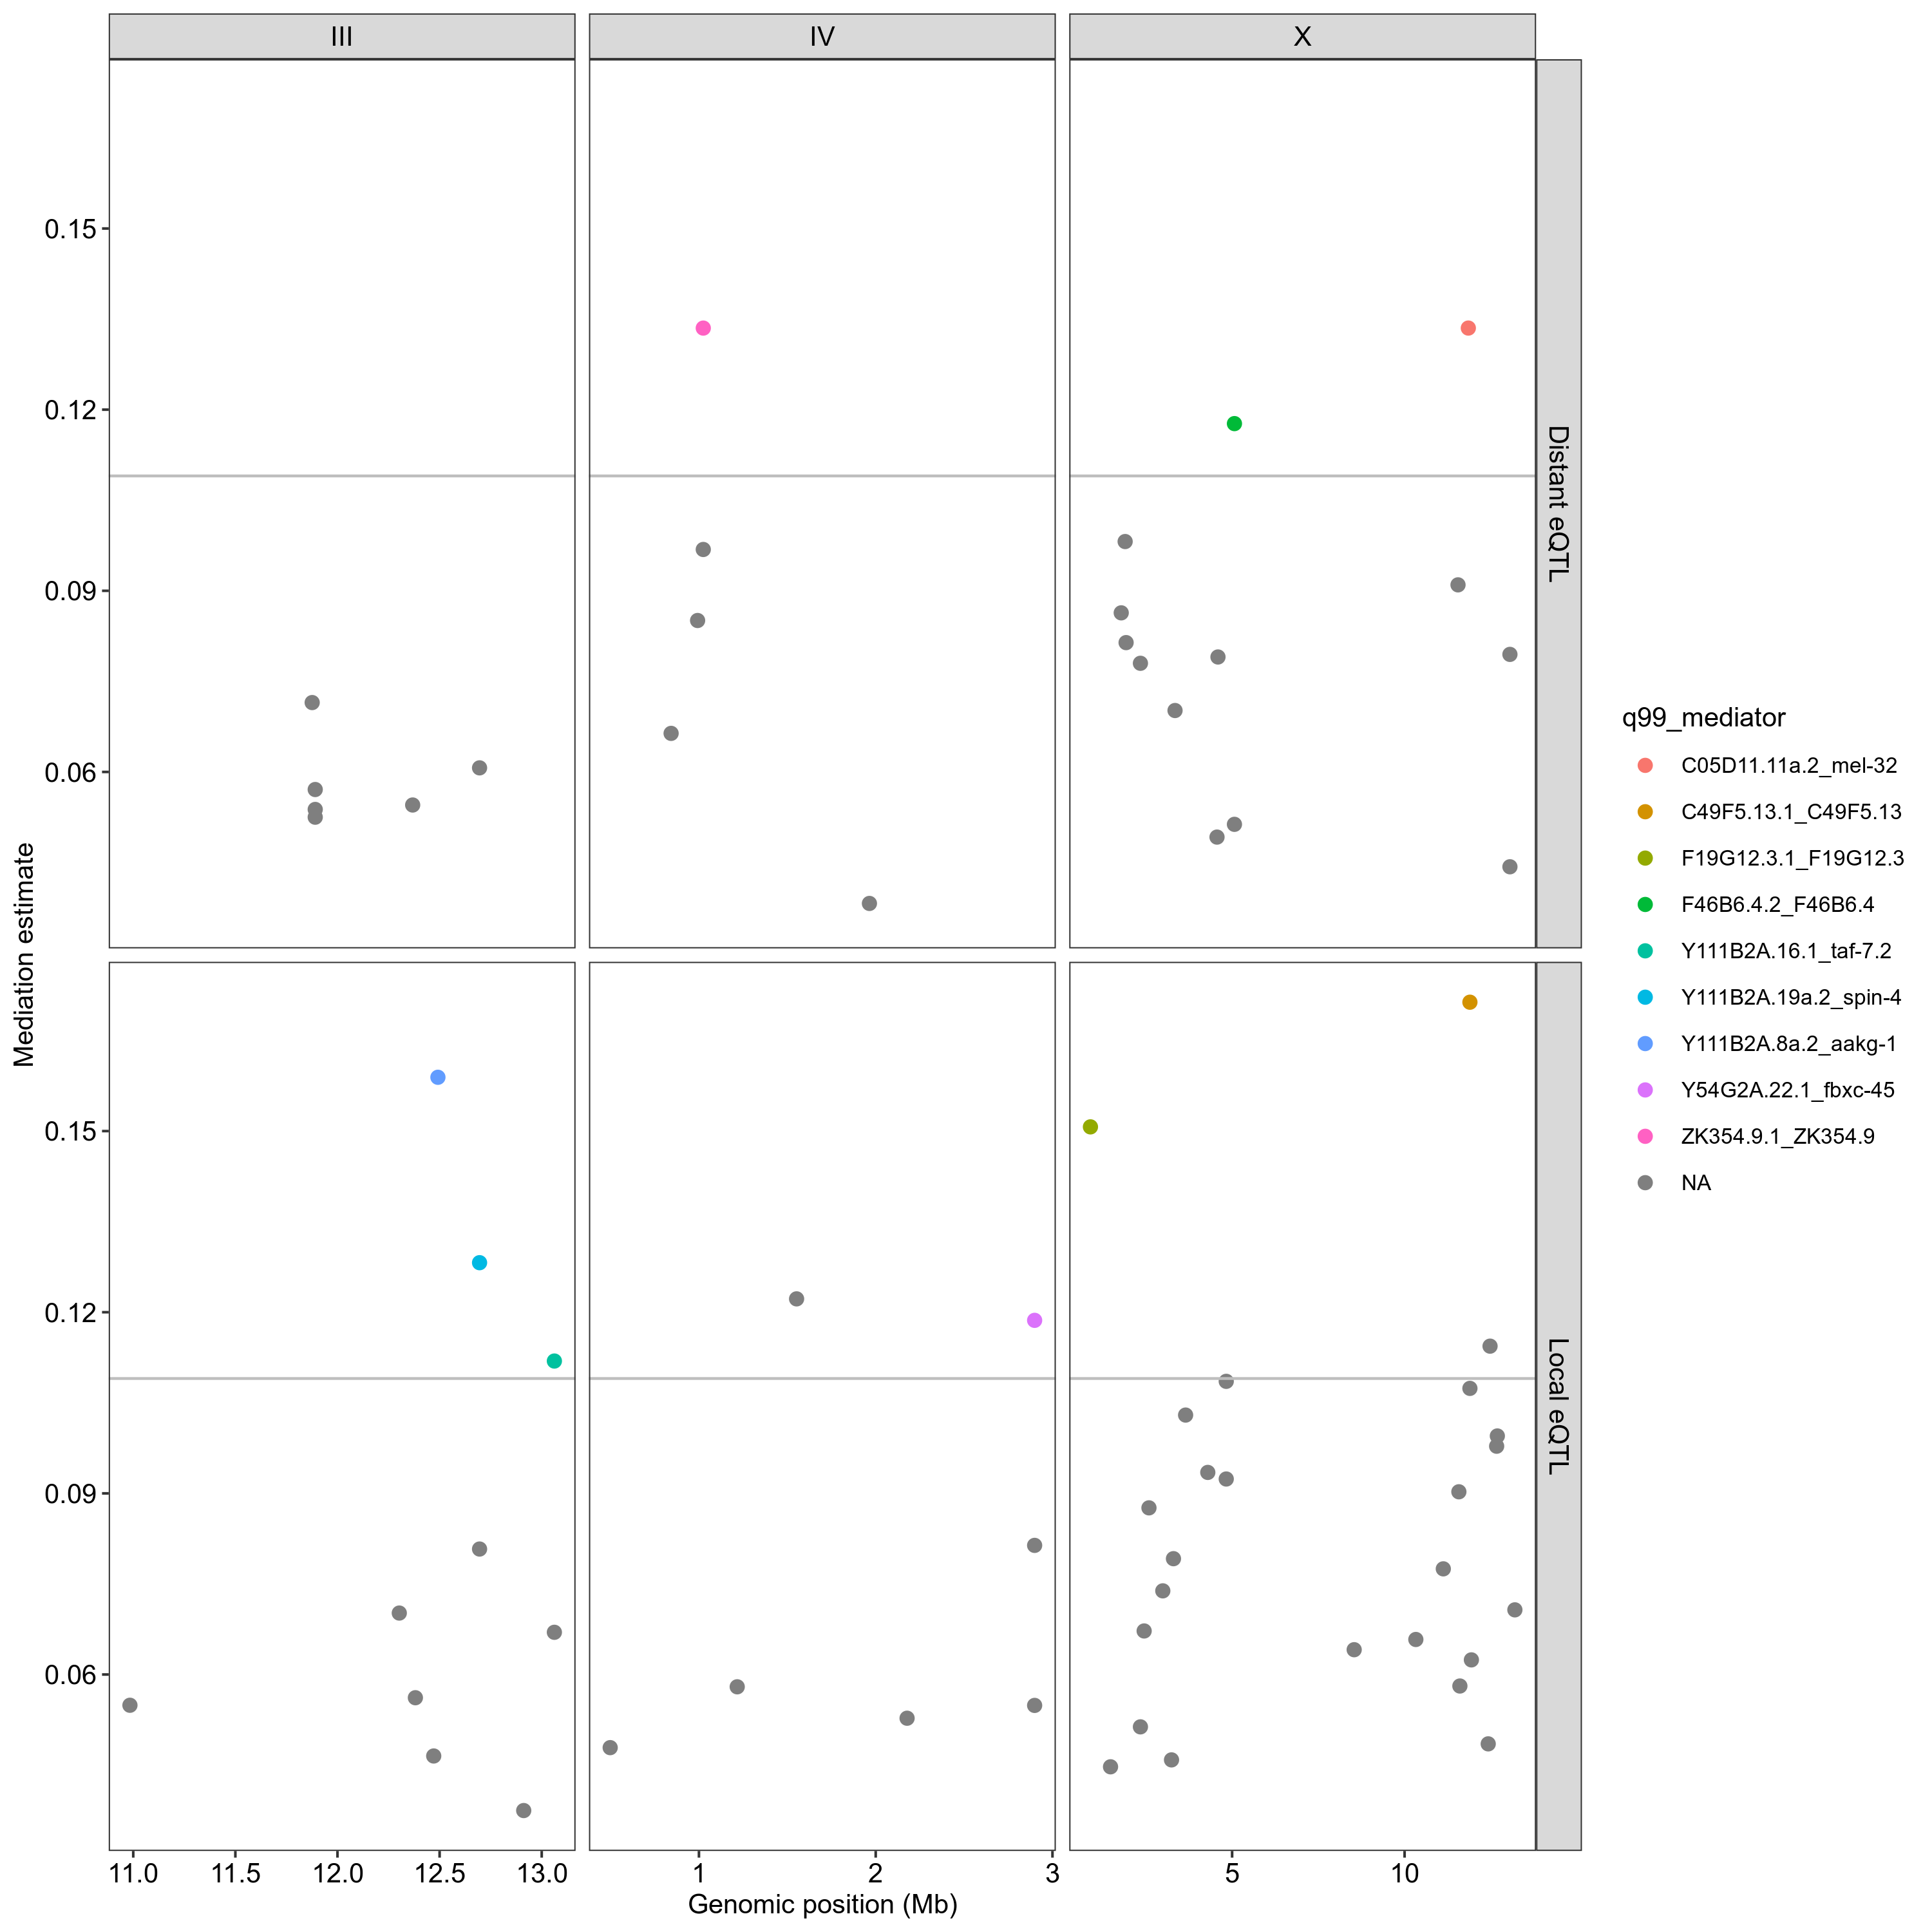 III
IV
X
0.15
0.12
0.09
0.06
Distant eQTL
0.15
0.12
0.09
0.06
Local eQTL
Mediation estimate
11.0
11.5
12.0
12.5
13.0
1
2
3
5
10
Genomic position (Mb)
q99_mediator
C05D11.11a.2_mel-32
C49F5.13.1_C49F5.13
F19G12.3.1_F19G12.3
F46B6.4.2_F46B6.4
Y111B2A.16.1_taf-7.2
Y111B2A.19a.2_spin-4
Y111B2A.8a.2_aakg-1
Y54G2A.22.1_fbxc-45
ZK354.9.1_ZK354.9
NA